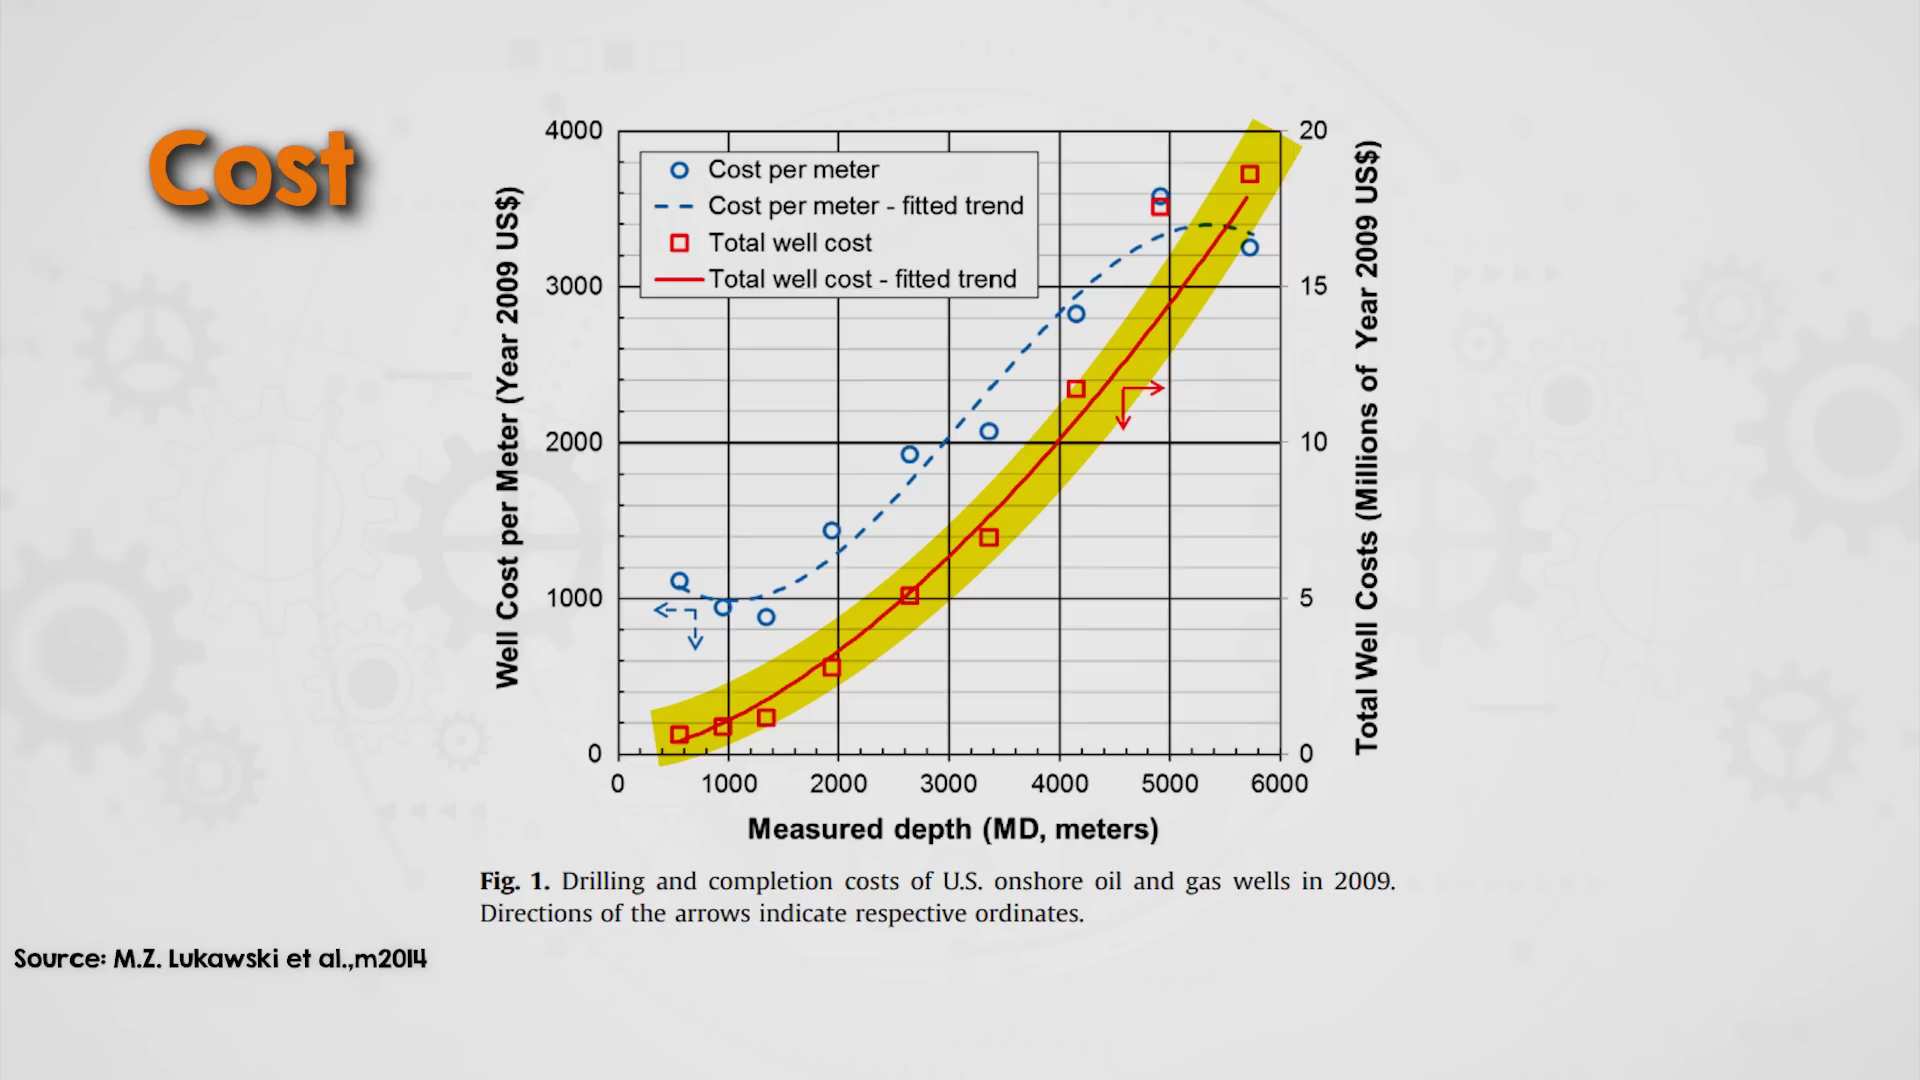 Cost
4000
3000
2000
1000
0
Well Cost per Meter (Year 2009 US$)
Cost per meter
Cost per meter - fitted trend
Total well cost
Total well cost - fitted trend
20
15
10
5
0
Total Well Costs (Millions of Year 2009 US$)
0 1000 2000 3000 4000 5000 6000
Measured depth (MD, meters)
Fig. 1. Drilling and completion costs of U.S. onshore oil and gas wells in 2009.
Directions of the arrows indicate respective ordinates.
Source: M.Z. Lukawski et al.,m2014